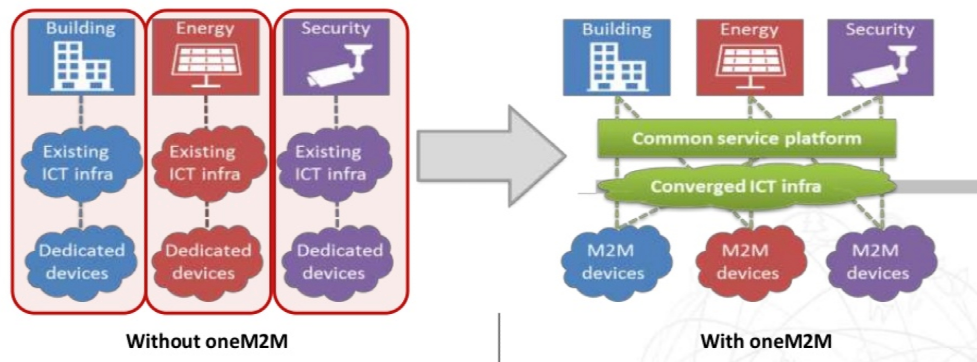 Building
Energy
Security
Existing
ICT infra
Existing
ICT infra
Existing
ICT infra
Dedicated
devices
Dedicated
devices
Dedicated
devices
Without oneM2M
Building
Energy
Security
Common service platform
Converged ICT infra
M2M
devices
M2M
devices
M2M
devices
With oneM2M